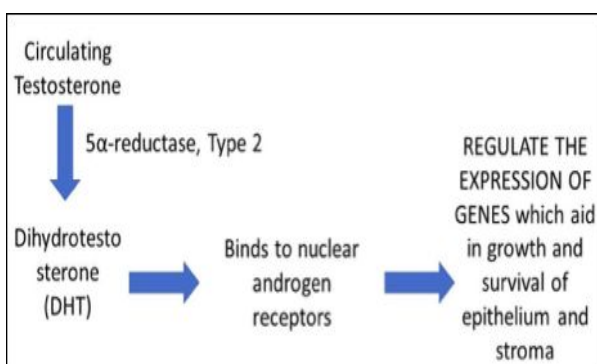 Circulating
Testosterone
5α-reductase, Type 2
Dihydrotesto
sterone
(DHT)
Binds to nuclear
androgen
receptors
REGULATE THE
EXPRESSION OF
GENES which aid
in growth and
survival of
epithelium and
stroma